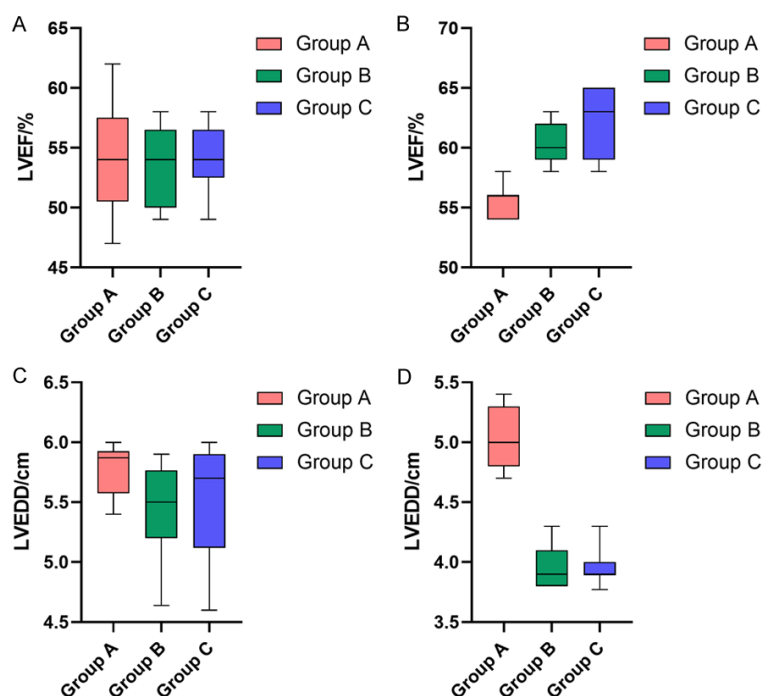 A
LVEF/%
65
60
55
50
45
Group A
Group B
Group C
Group A
Group B
Group C
B
LVEF/%
70
65
60
55
50
Group A
Group B
Group C
Group A
Group B
Group C
C
LVEDD/cm
6.5
6.0
5.5
5.0
4.5
Group A
Group B
Group C
Group A
Group B
Group C
D
LVEDD/cm
5.5
5.0
4.5
4.0
3.5
Group A
Group B
Group C
Group A
Group B
Group C